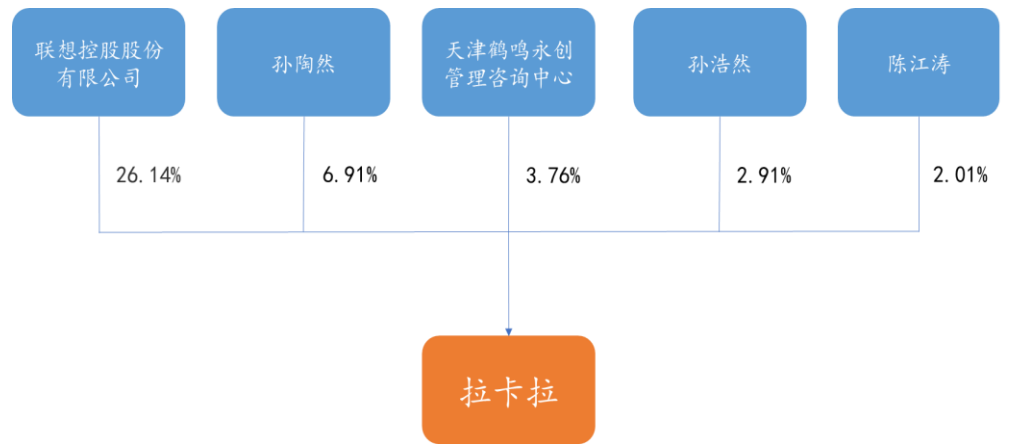 联想控股股份
有限公司
孙陶然
天津鹤鸣永创
管理咨询中心
孙浩然
陈江涛
26.14%
6.91%
3.76%
2.91%
2.01%
拉卡拉